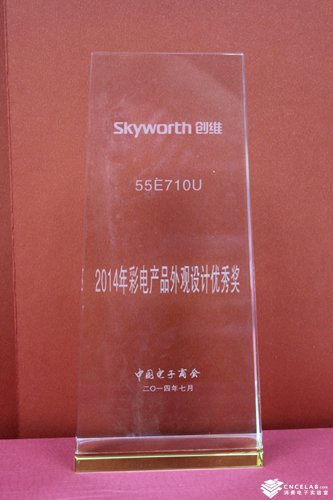 Skyworth 创维
55E710U
2014年彩电产品外观设计优秀奖
中国电子商会
二〇一四年七月
CNCELAB.com
消费电子实验室